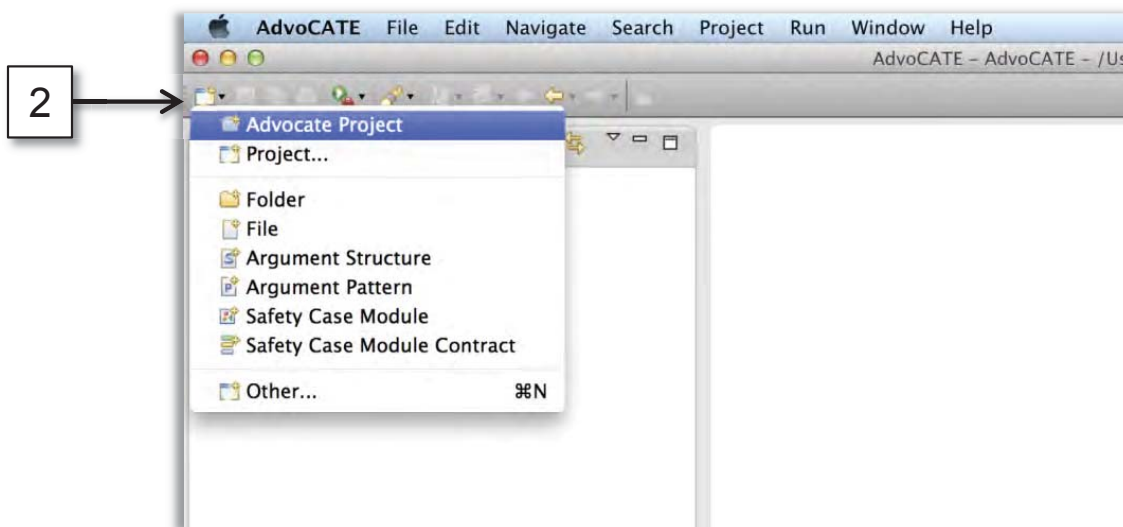 AdvoCATE File Edit Navigate Search Project Run Window Help
AdvoCATE – AdvoCATE – /Us
2
Advocate Project
Project...
Folder
File
Argument Structure
Argument Pattern
Safety Case Module
Safety Case Module Contract
Other... ⌘N